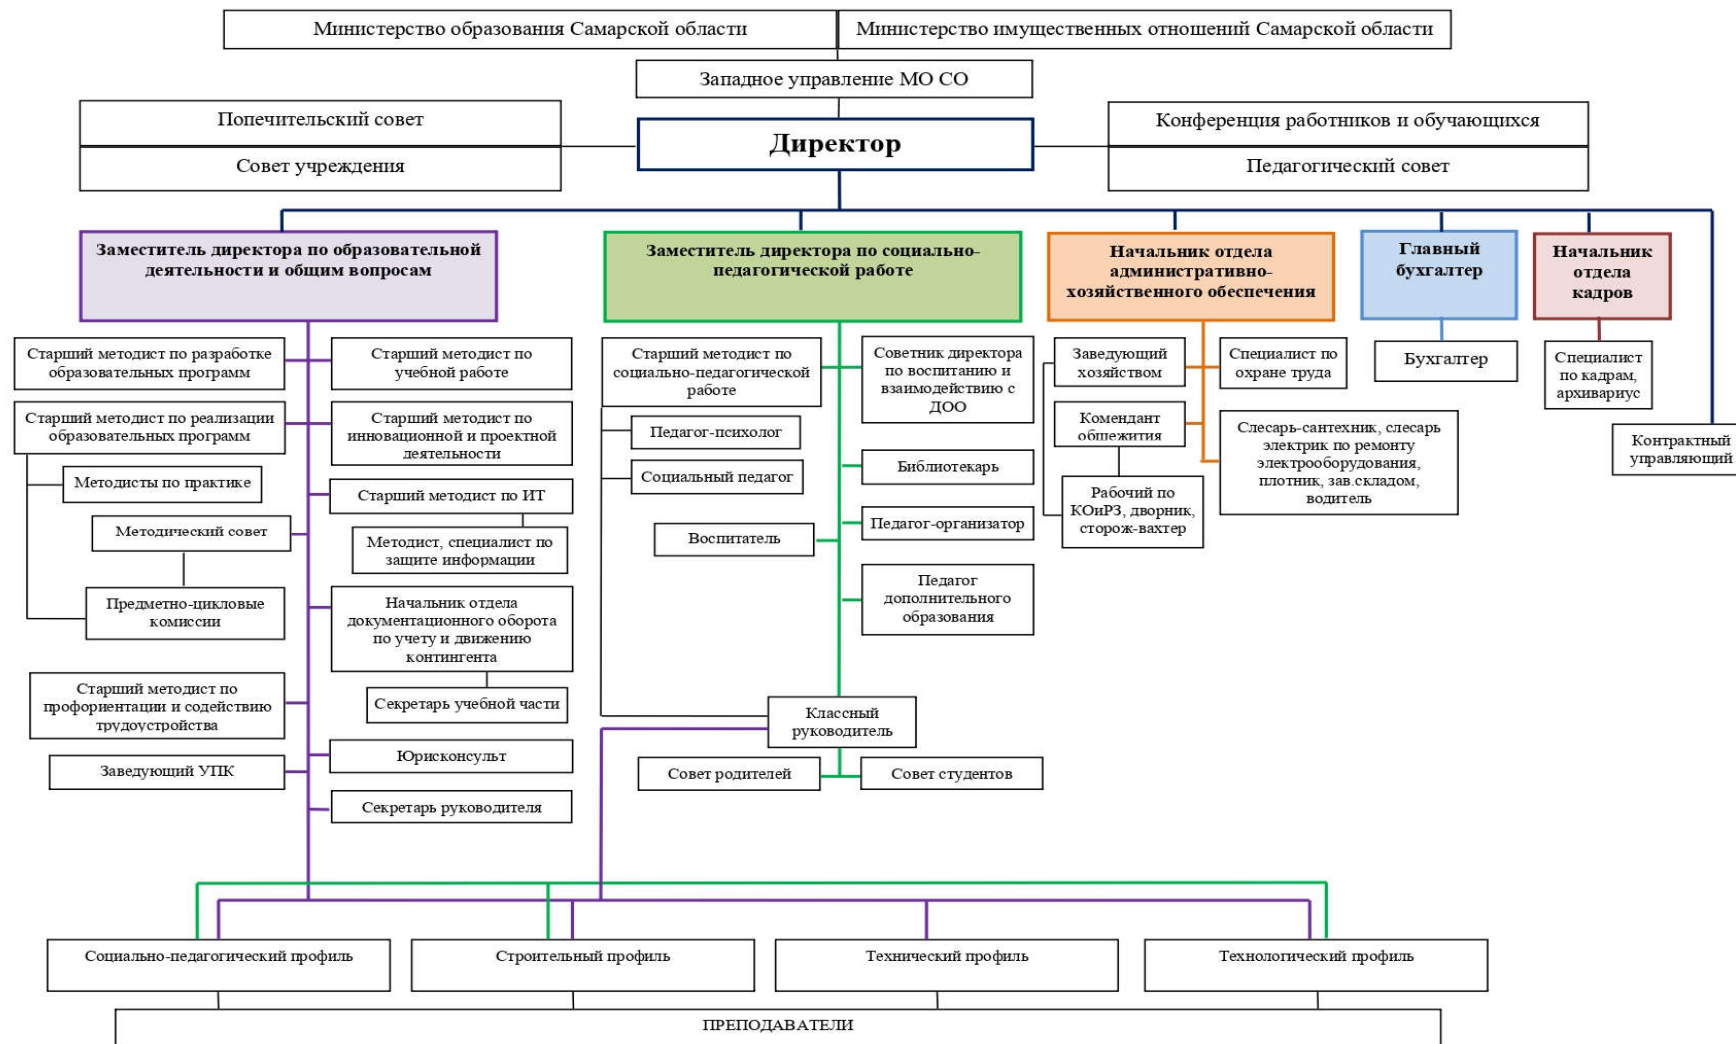 Министерство образования Самарской области
Министерство имущественных отношений Самарской области
Западное управление МО СО
Попечительский совет
Совет учреждения
Директор
Конференция работников и обучающихся
Педагогический совет
Заместитель директора по образовательной
деятельности и общим вопросам
Заместитель директора по социально-
педагогической работе
Начальник отдела
административно-
хозяйственного обеспечения
Главный
бухгалтер
Начальник
отдела
кадров
Старший методист по разработке
образовательных программ
Старший методист по
учебной работе
Старший методист по реализации
образовательных программ
Старший методист по
инновационной и проектной
деятельности
Методисты по практике
Старший методист по ИТ
Методический совет
Методист, специалист по
защите информации
Предметно-цикловые
комиссии
Начальник отдела
документационного оборота
по учету и движению
контингента
Старший методист по
профориентации и содействию
трудоустройства
Секретарь учебной части
Заведующий УПК
Юрисконсульт
Секретарь руководителя
Старший методист по
социально-педагогической
работе
Советник директора
по воспитанию и
взаимодействию с
ДОО
Педагог-психолог
Социальный педагог
Библиотекарь
Воспитатель
Педагог-организатор
Педагог
дополнительного
образования
Классный
руководитель
Совет родителей
Совет студентов
Заведующий
хозяйством
Специалист по
охране труда
Комендант
общежития
Слесарь-сантехник, слесарь
электрик по ремонту
электрооборудования,
плотник, зав.складом,
водитель
Рабочий по
КОиРЗ, дворник,
сторож-вахтер
Бухгалтер
Специалист
по кадрам,
архивариус
Контрактный
управляющий
Социально-педагогический профиль
Строительный профиль
Технический профиль
Технологический профиль
ПРЕПОДАВАТЕЛИ